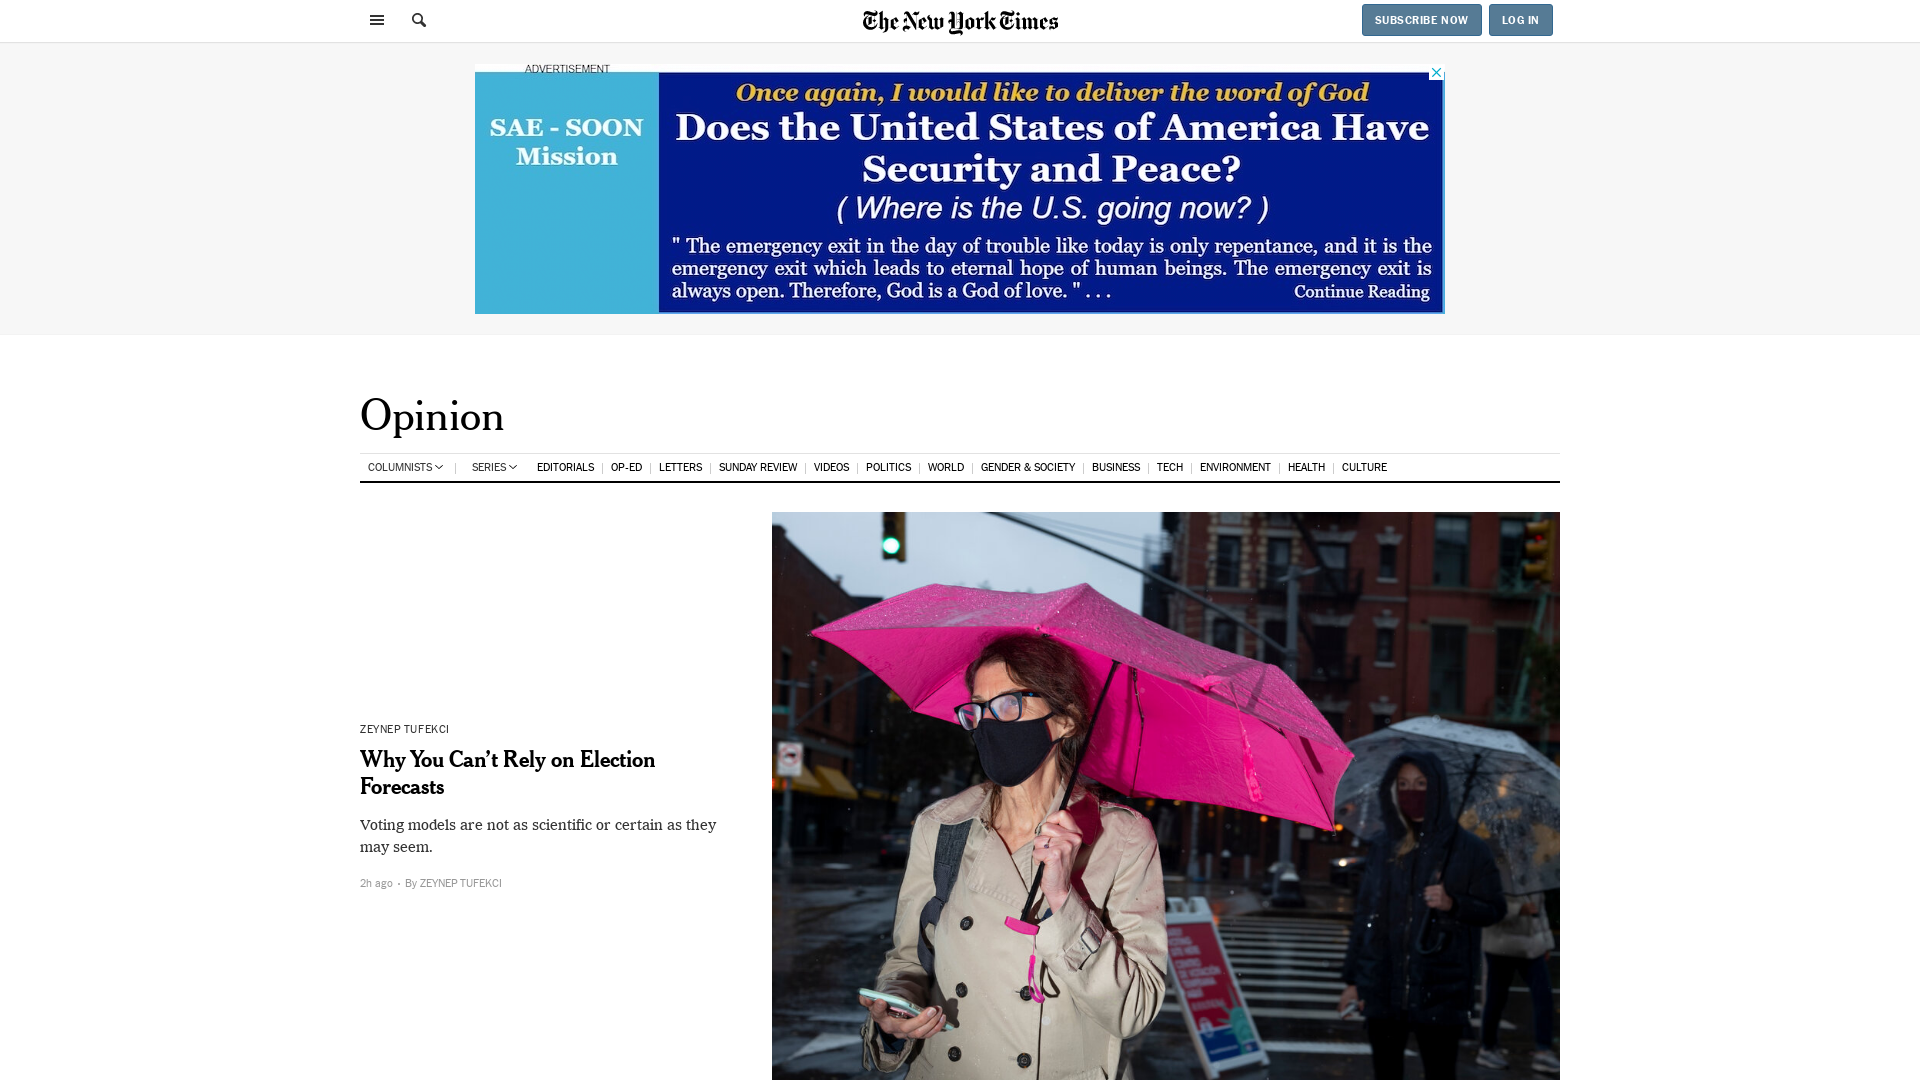 The New York Times
SUBSCRIBE NOW
LOG IN
ADVERTISEMENT
SAE - SOON
Mission
Once again, I would like to deliver the word of God
Does the United States of America Have
Security and Peace?
( Where is the U.S. going now? )
" The emergency exit in the day of trouble like today is only repentance, and it is the
emergency exit which leads to eternal hope of human beings. The emergency exit is
always open. Therefore, God is a God of love. " . . .
Continue Reading
Opinion
COLUMNISTS SERIES EDITORIALS OP-ED LETTERS SUNDAY REVIEW VIDEOS POLITICS WORLD GENDER & SOCIETY BUSINESS TECH ENVIRONMENT HEALTH CULTURE
ZEYNEP TUFEKCI
Why You Can’t Rely on Election
Forecasts
Voting models are not as scientific or certain as they
may seem.
2h ago · By ZEYNEP TUFEKCI